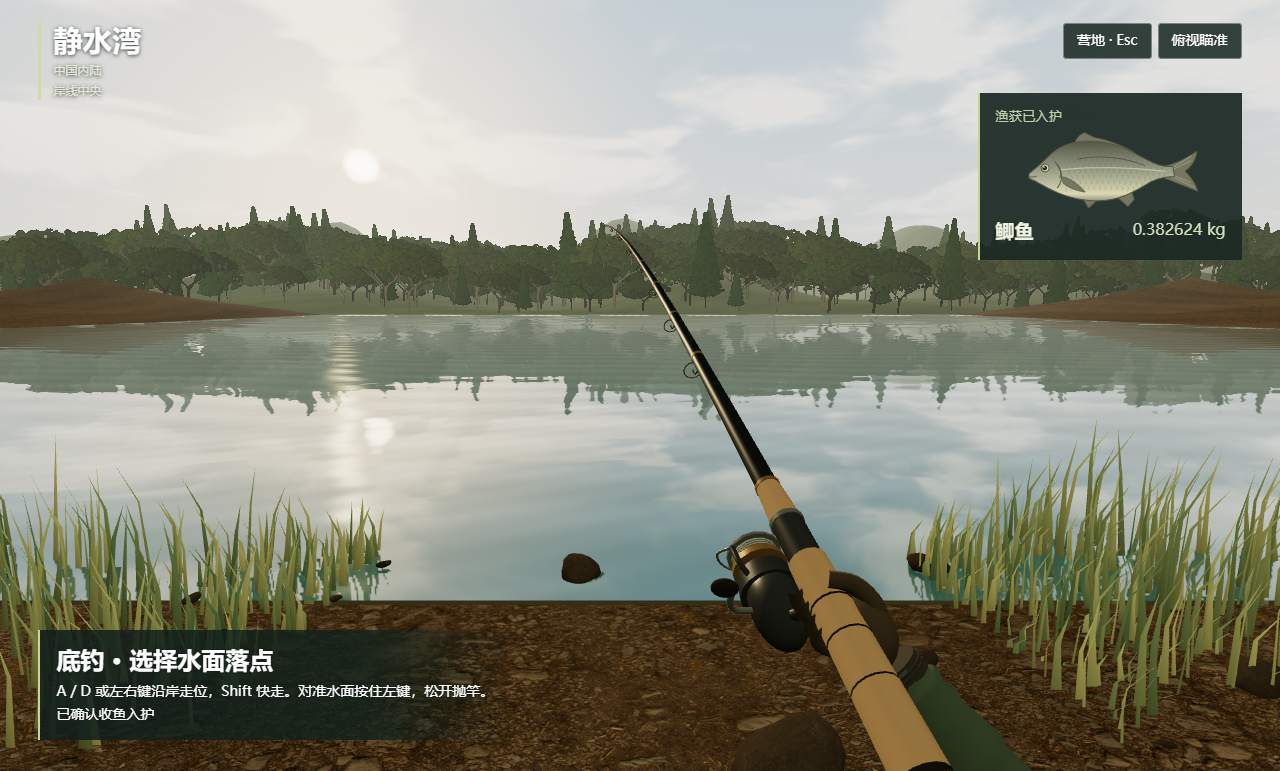 静水湾
中国内陆
岸线中央
营地 · Esc
俯视瞄准
渔获已入护
鲫鱼
0.382624 kg
底钓 · 选择水面落点
A / D 或左右键沿岸走位，Shift 快走。对准水面按住左键，松开抛竿。
已确认收鱼入护